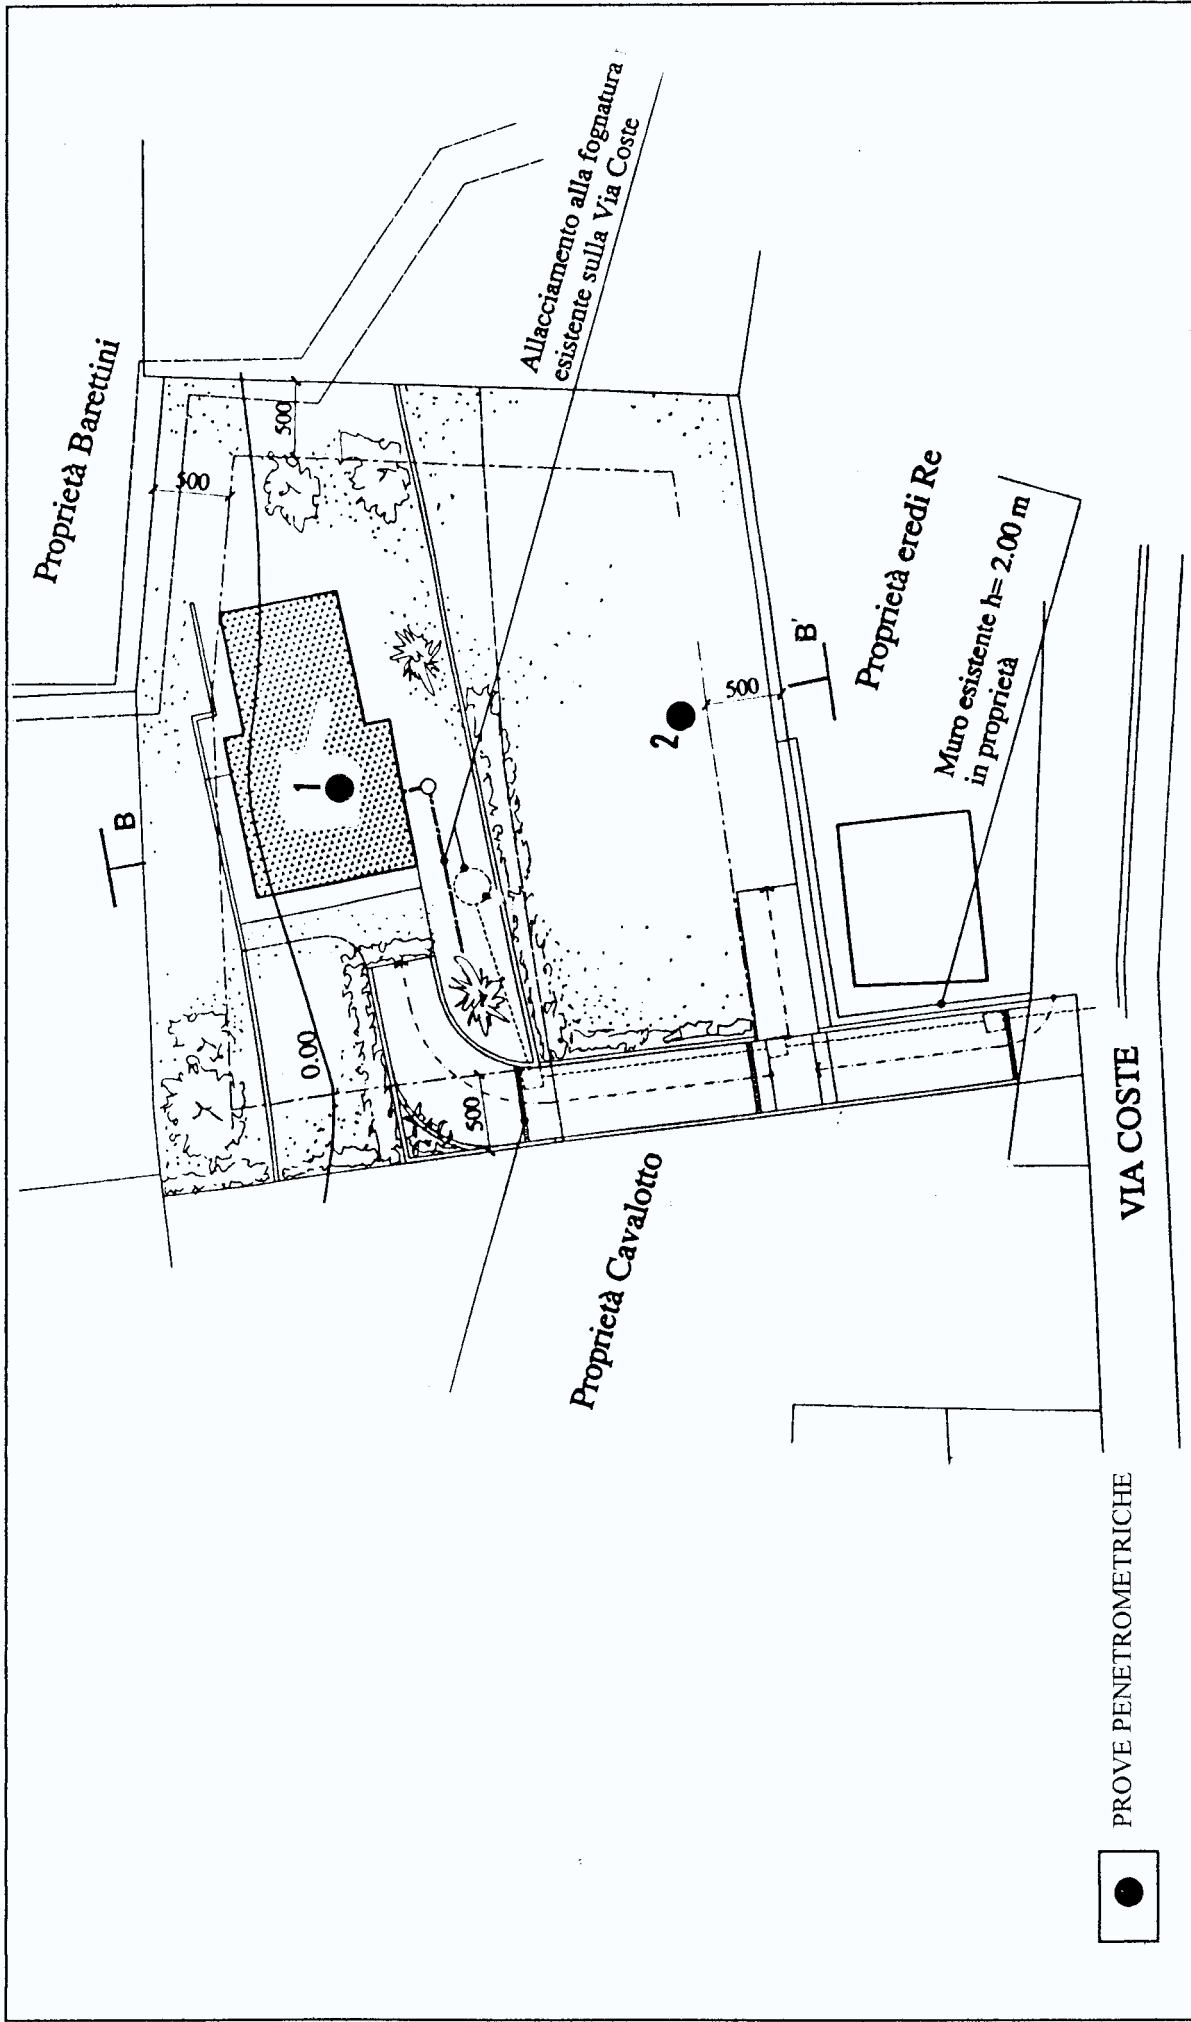 Proprietà Barettini
Allacciamento alla fognatura
esistente sulla Via Coste
500
500
B
1
0.00
2
500
B'
Proprietà eredi Re
Muro esistente h= 2.00 m
in proprietà
500
Proprietà Cavalotto
VIA COSTE
PROVE PENETROMETRICHE